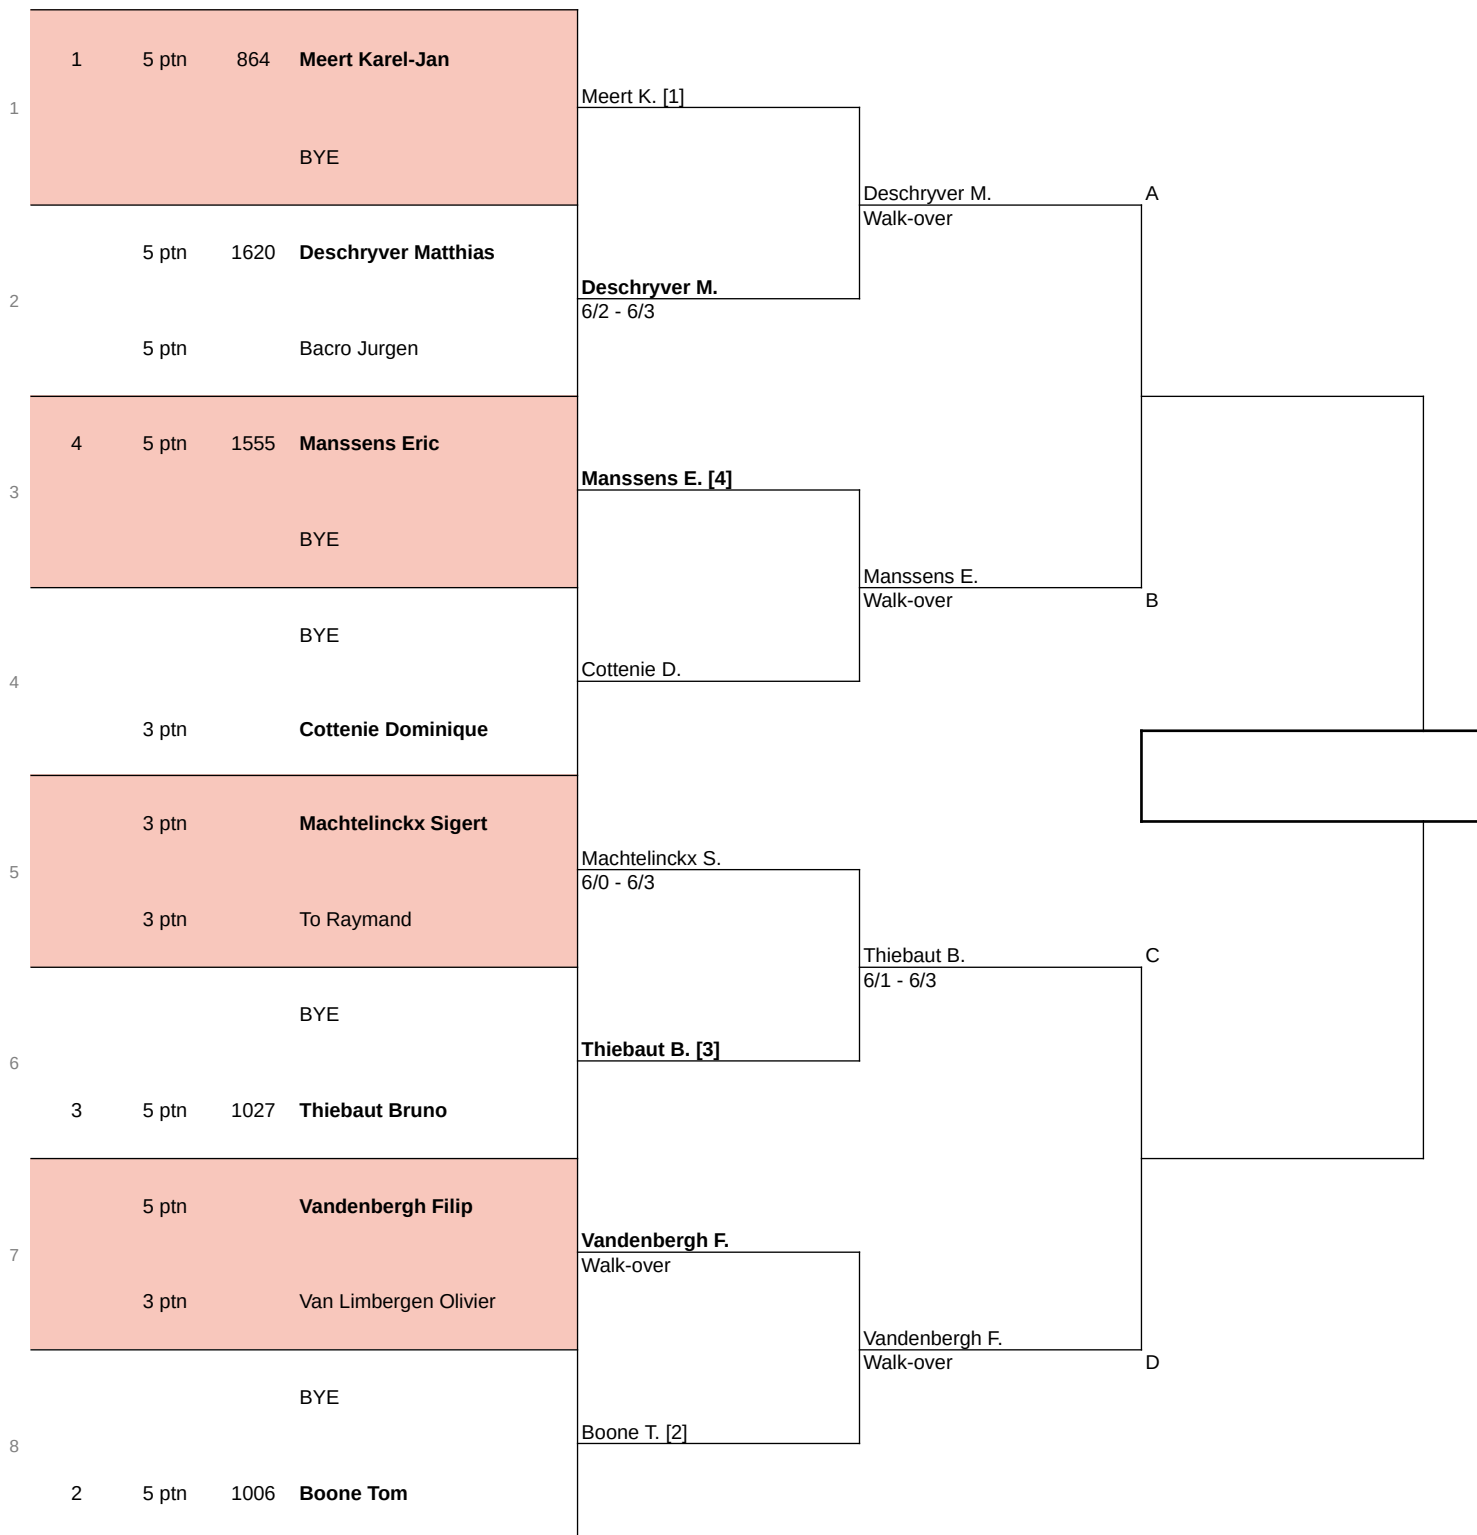 1 5 ptn 864 Meert Karel-Jan
Meert K. [1]
1
BYE
Deschryver M. A
Walk-over
5 ptn 1620 Deschryver Matthias
Deschryver M.
2
6/2 - 6/3
5 ptn Bacro Jurgen
4 5 ptn 1555 Manssens Eric
Manssens E. [4]
3
BYE
Manssens E.
Walk-over B
BYE
Cottenie D.
4
3 ptn Cottenie Dominique
3 ptn Machtelinckx Sigert
Machtelinckx S.
5
6/0 - 6/3
3 ptn To Raymand
Thiebaut B. C
6/1 - 6/3
BYE
Thiebaut B. [3]
6
3 5 ptn 1027 Thiebaut Bruno
5 ptn Vandenbergh Filip
Vandenbergh F.
7
Walk-over
3 ptn Van Limbergen Olivier
Vandenbergh F.
Walk-over D
BYE
Boone T. [2]
8
2 5 ptn 1006 Boone Tom